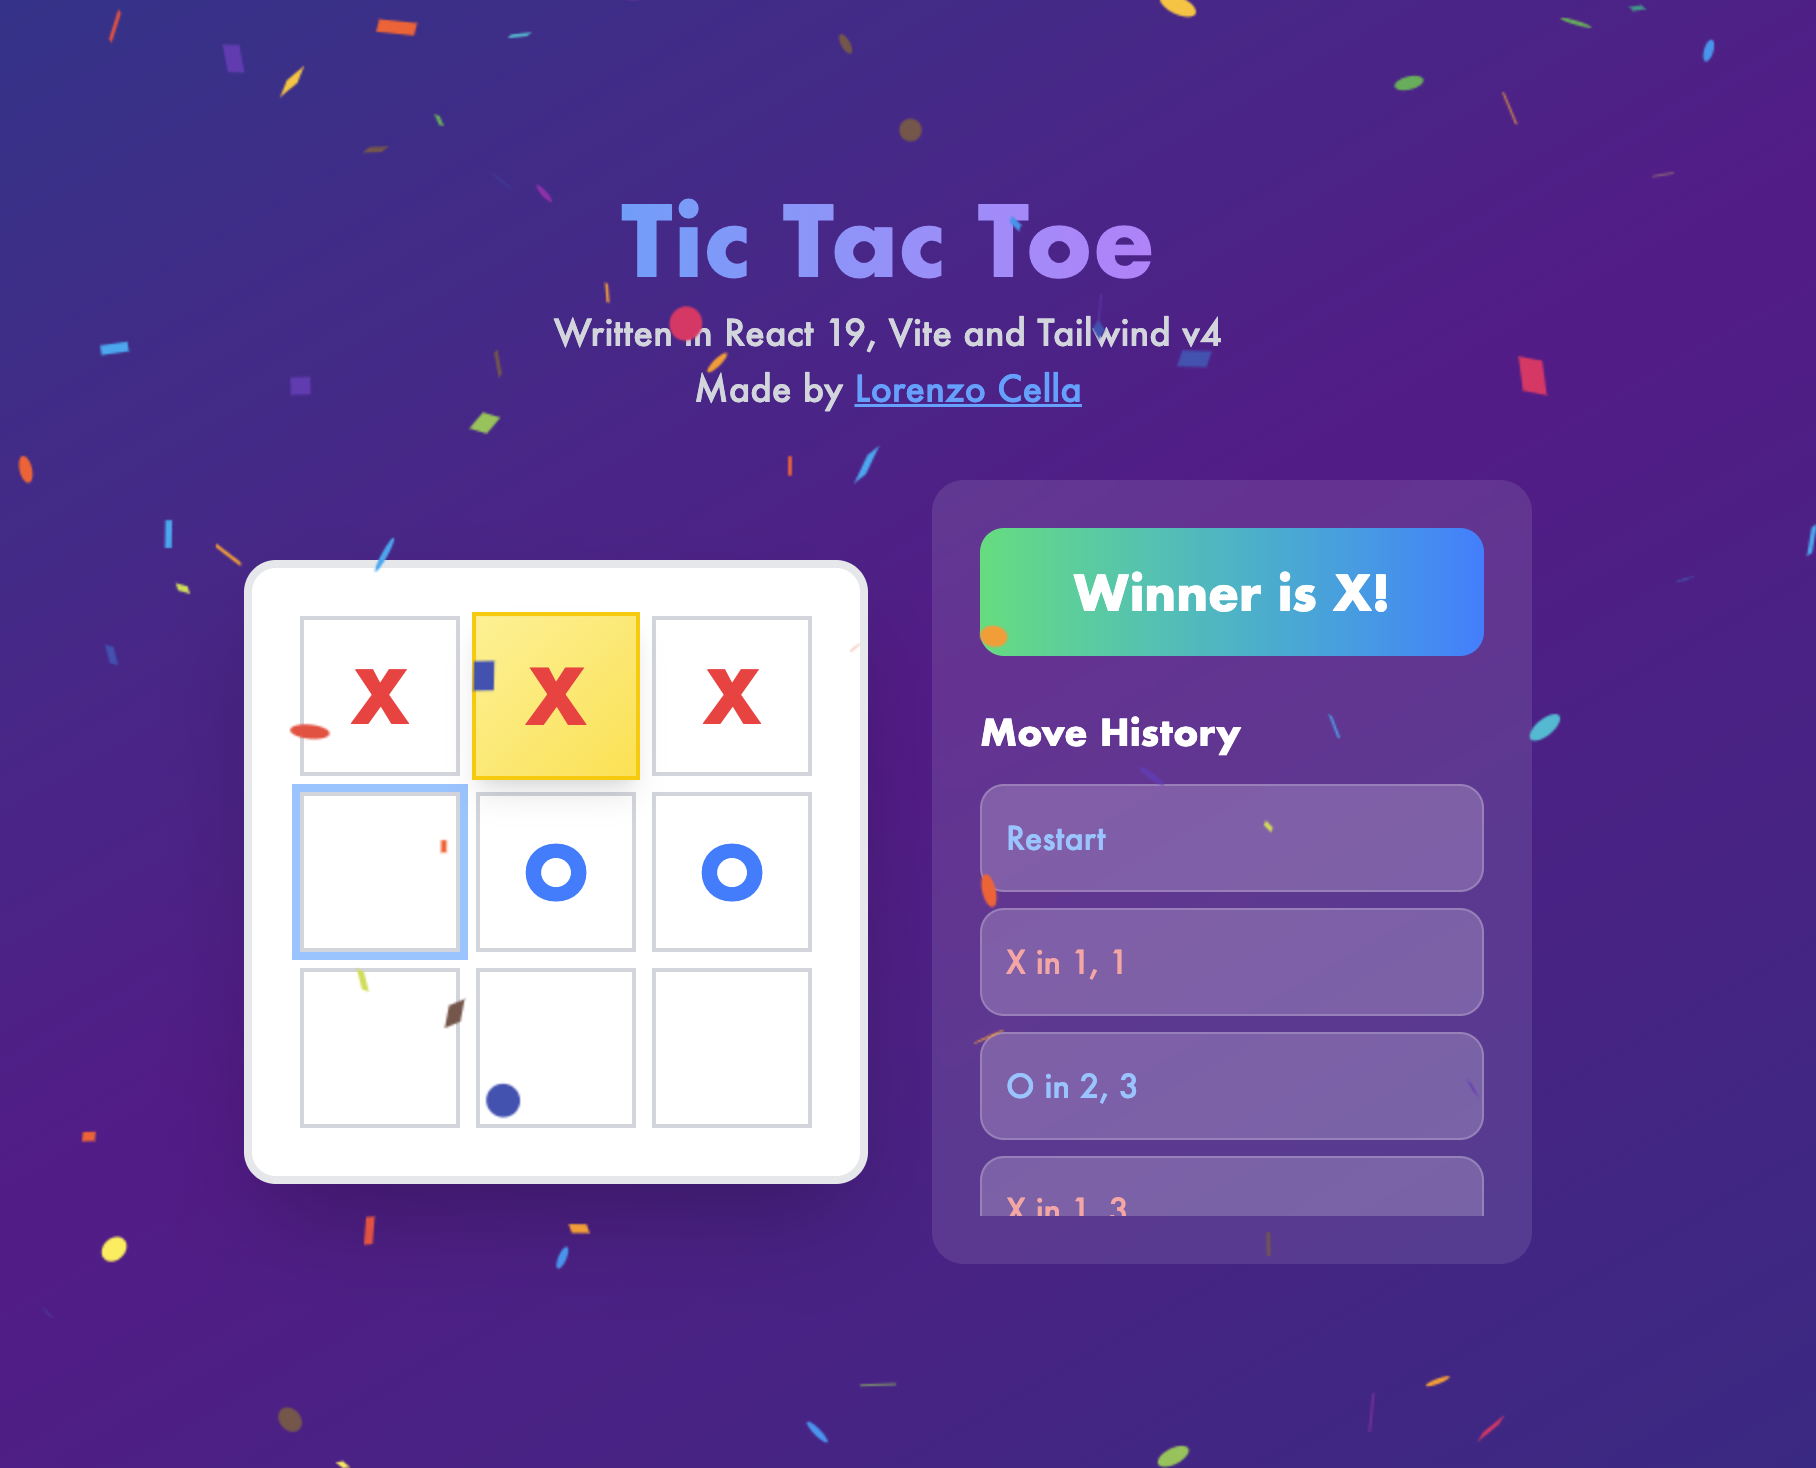 Tic Tac Toe
Written in React 19, Vite and Tailwind v4
Made by Lorenzo Cella
X X X
O O
Winner is X!
Move History
Restart
X in 1, 1
O in 2, 3
X in 1, 3